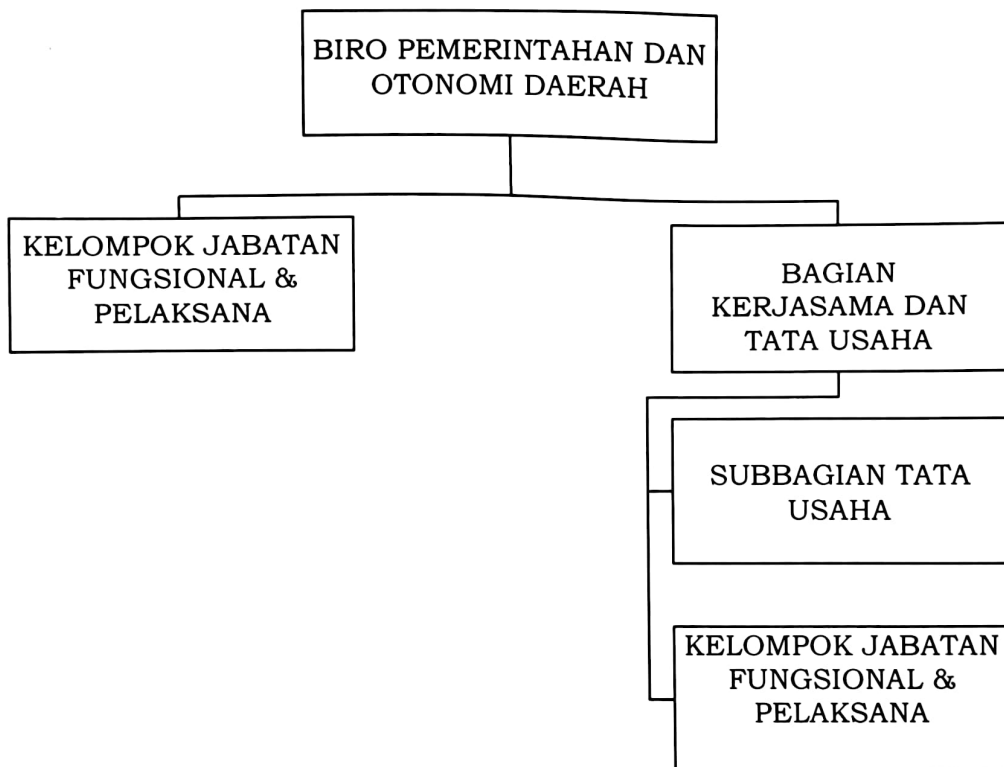 BIRO PEMERINTAHAN DAN
OTONOMI DAERAH
KELOMPOK JABATAN
FUNGSIONAL &
PELAKSANA
BAGIAN
KERJASAMA DAN
TATA USAHA
SUBBAGIAN TATA
USAHA
KELOMPOK JABATAN
FUNGSIONAL &
PELAKSANA